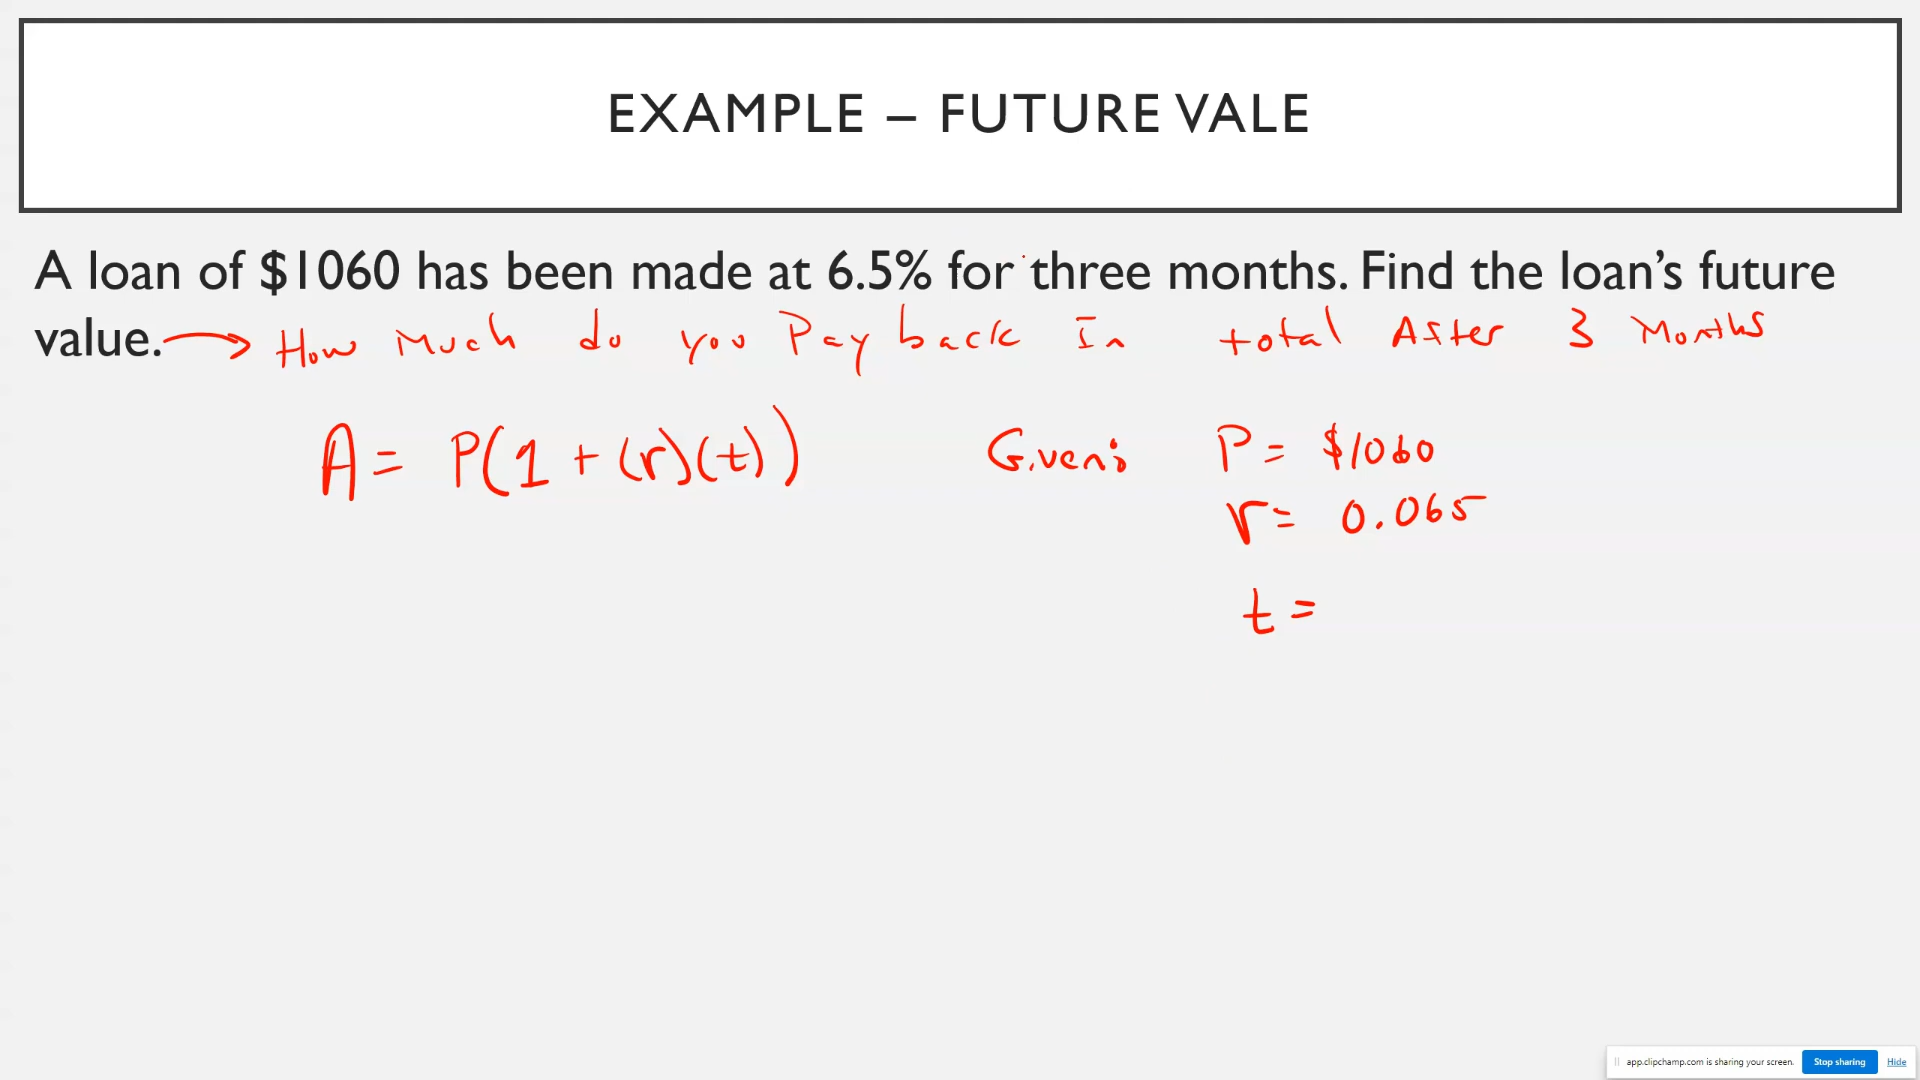 EXAMPLE – FUTURE VALE
A loan of $1060 has been made at 6.5% for three months. Find the loan's future
value. → How Much do you Pay back In total After 3 Months
A = P(1 + (r)(t))
Given: P = $1060
r = 0.065
t =
app.clipchamp.com is sharing your screen. Stop sharing Hide